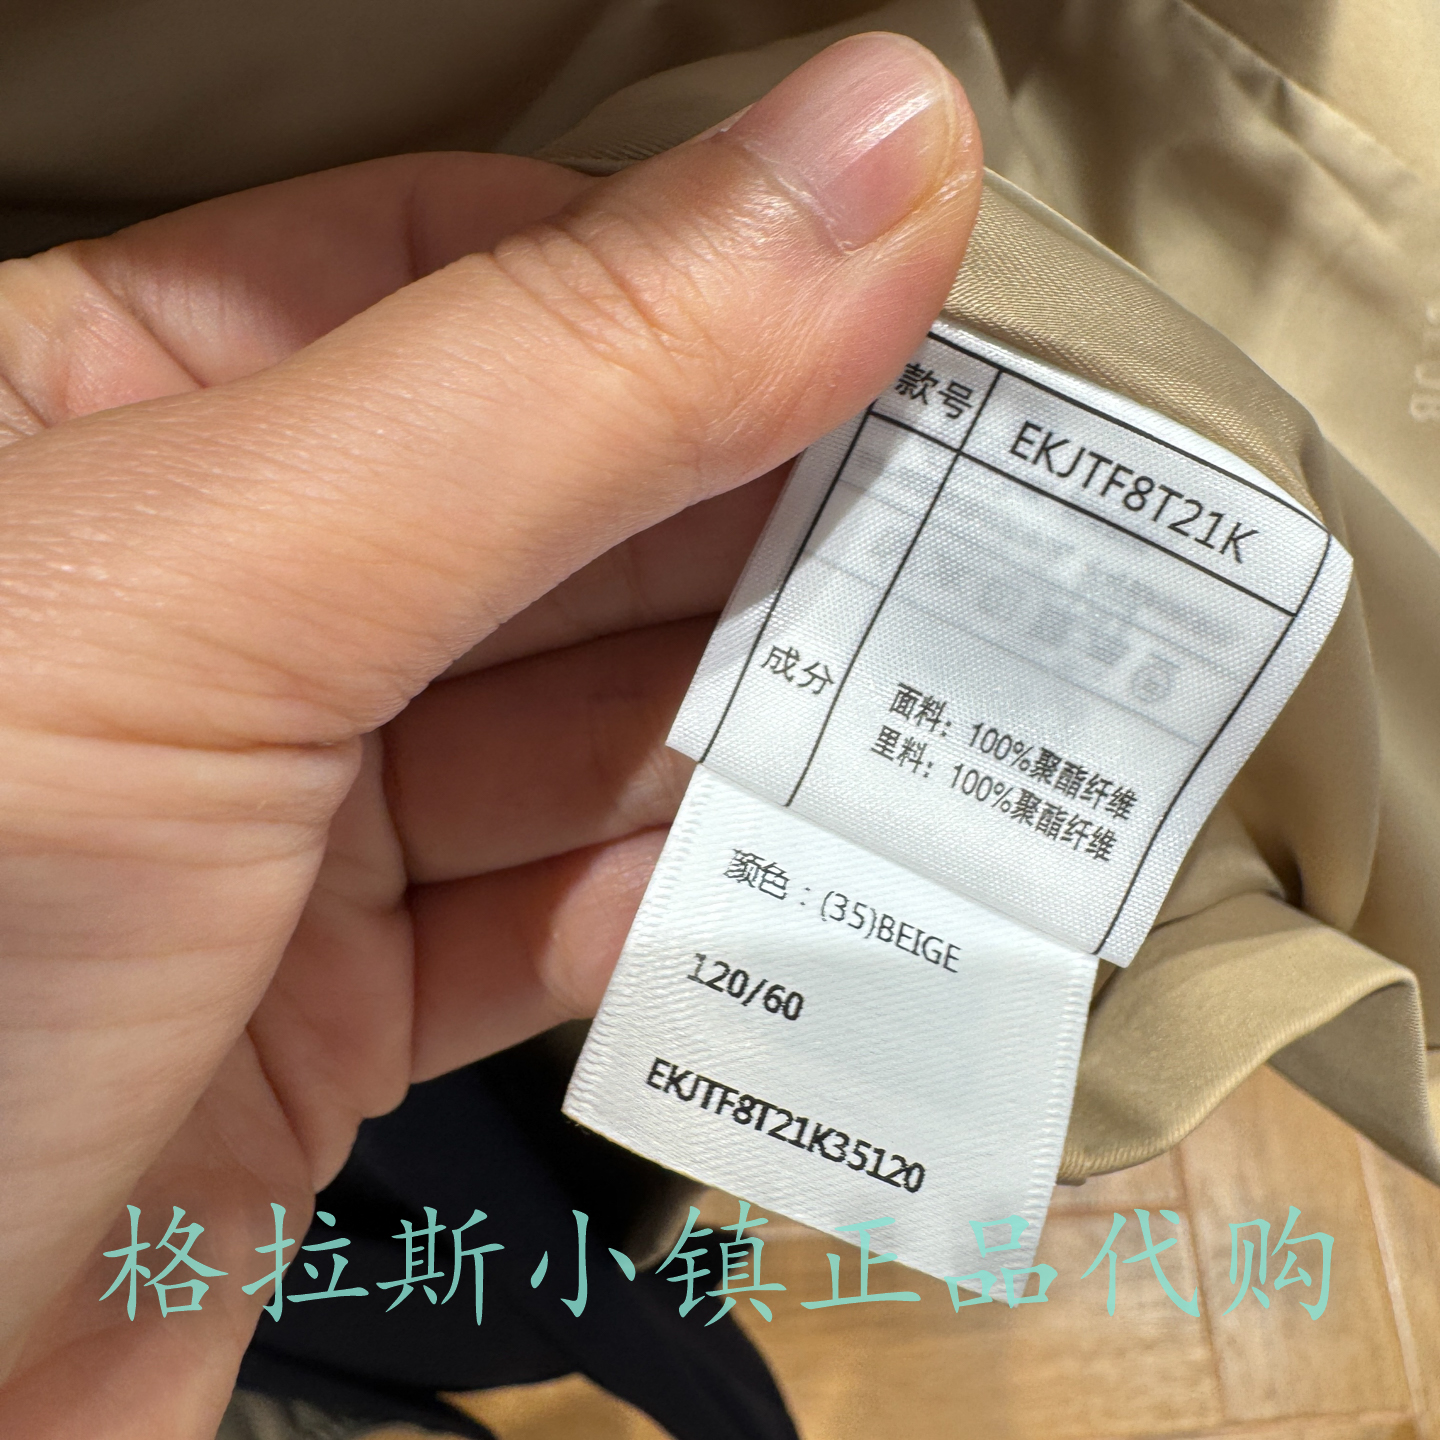 款号 EKJTF8T21K
成分
面料：100%聚酯纤维
里料：100%聚酯纤维
颜色：(35)BEIGE
120/60
EKJTF8T21K35120
格拉斯小镇正品代购